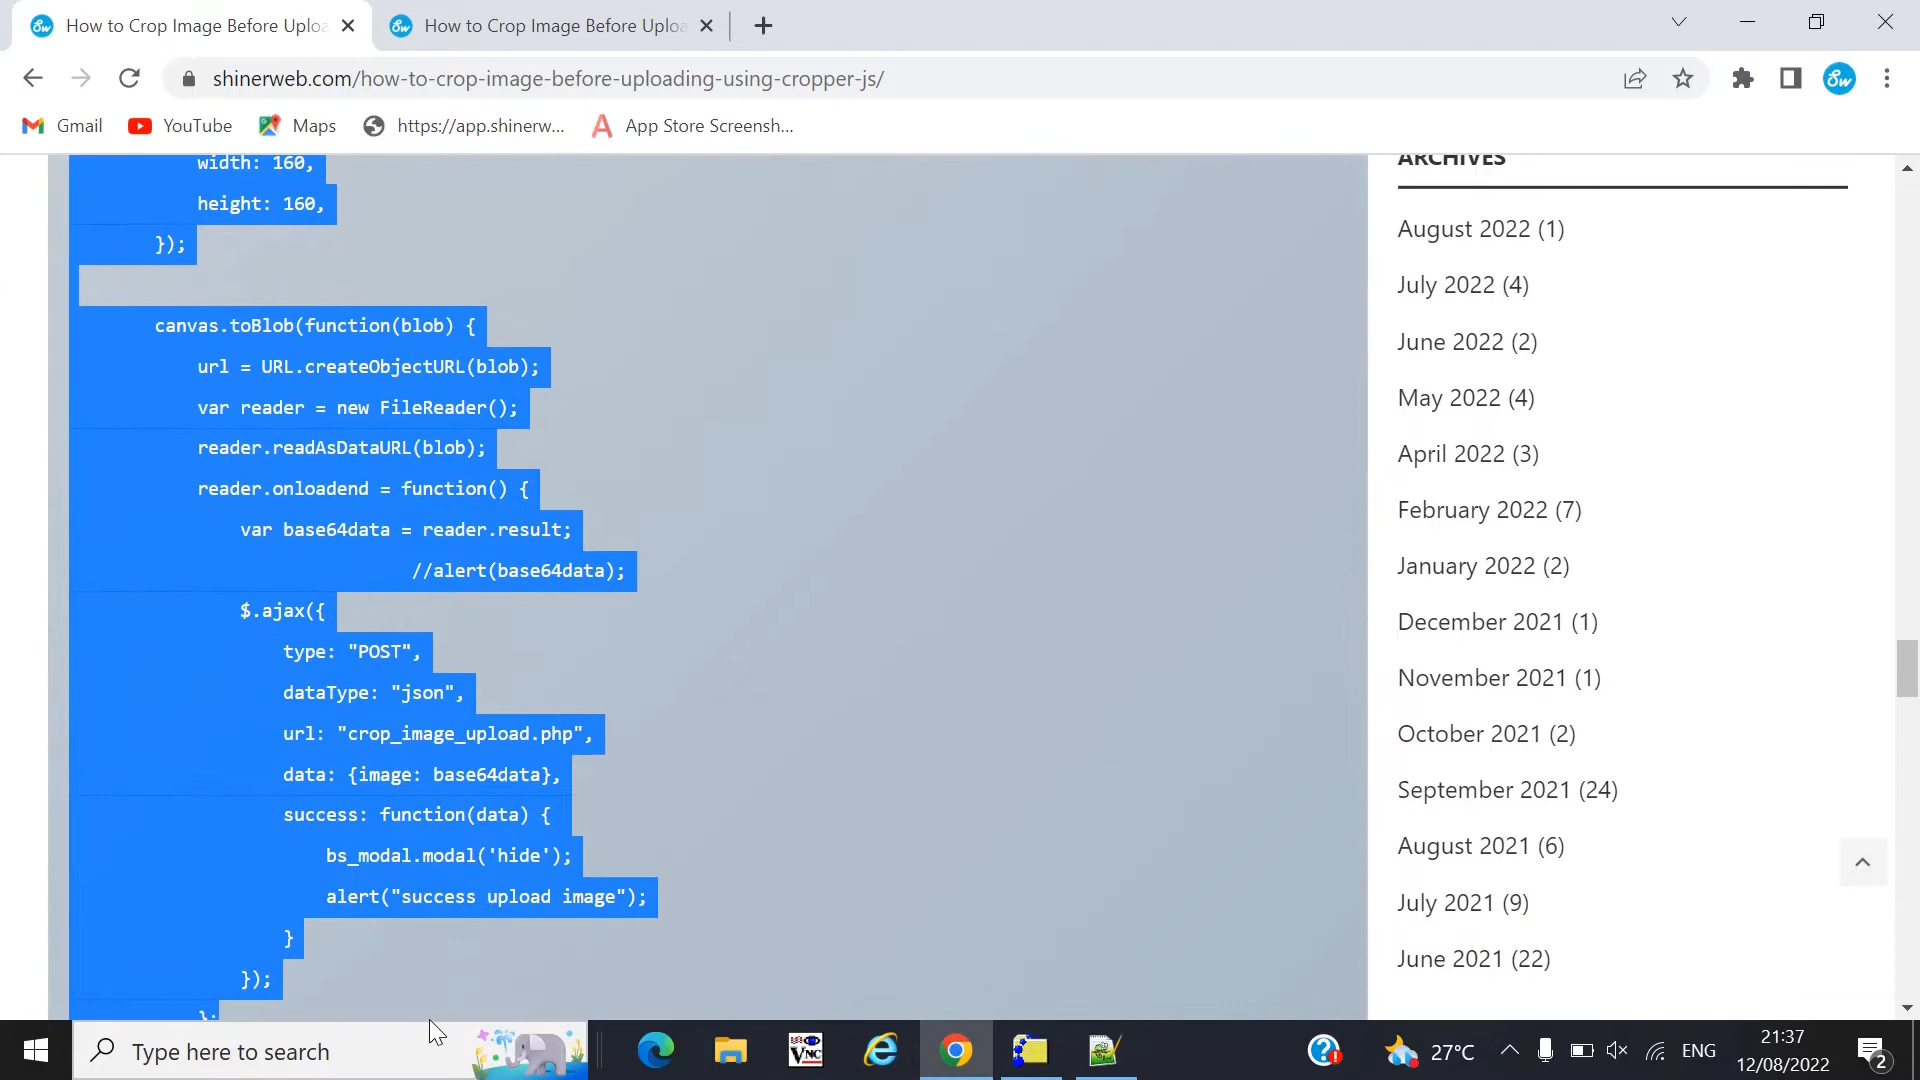 How to Crop Image Before Uplo
How to Crop Image Before Uplo
shinerweb.com/how-to-crop-image-before-uploading-using-cropper-js/
Gmail
YouTube
Maps
https://app.shinerw...
App Store Screensh...
width: 160,
height: 160,
});
canvas.toBlob(function(blob) {
url = URL.createObjectURL(blob);
var reader = new FileReader();
reader.readAsDataURL(blob);
reader.onloadend = function() {
var base64data = reader.result;
//alert(base64data);
$.ajax({
type: "POST",
dataType: "json",
url: "crop_image_upload.php",
data: {image: base64data},
success: function(data) {
bs_modal.modal('hide');
alert("success upload image");
}
});
};
ARCHIVES
August 2022 (1)
July 2022 (4)
June 2022 (2)
May 2022 (4)
April 2022 (3)
February 2022 (7)
January 2022 (2)
December 2021 (1)
November 2021 (1)
October 2021 (2)
September 2021 (24)
August 2021 (6)
July 2021 (9)
June 2021 (22)
Type here to search
27°C
ENG
21:37
12/08/2022
2